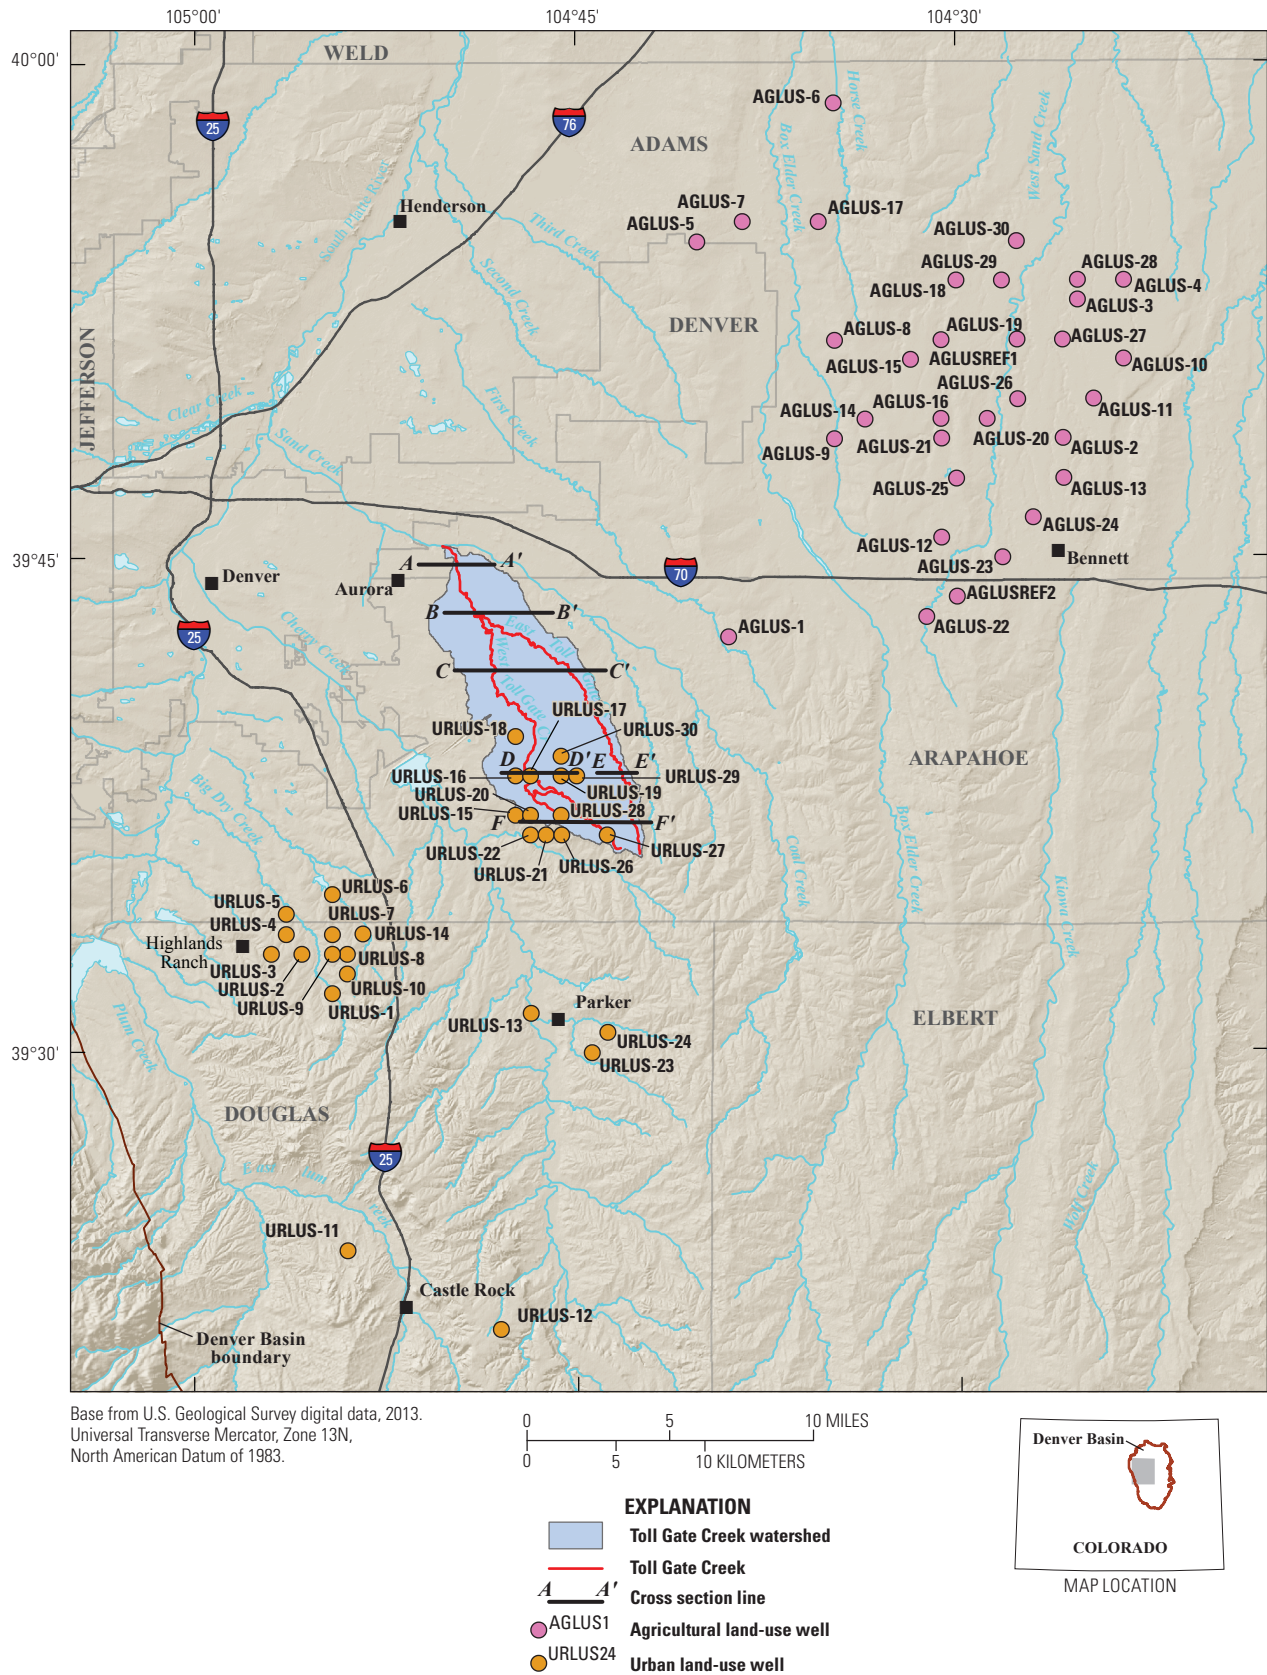 105°00'
104°45'
104°30'
40°00'
WELD
25
76
ADAMS
AGLUS-6
Horse Creek
Box Elder Creek
West Sand Creek
South Platte River
Henderson
AGLUS-7
AGLUS-5
AGLUS-17
Third Creek
AGLUS-30
Second Creek
AGLUS-29
AGLUS-28
AGLUS-18
AGLUS-4
AGLUS-3
DENVER
JEFFERSON
AGLUS-8
AGLUS-19
AGLUS-27
AGLUS-15
AGLUSREF1
AGLUS-10
AGLUS-26
First Creek
Clear Creek
AGLUS-14
AGLUS-16
AGLUS-11
Sand Creek
AGLUS-9
AGLUS-21
AGLUS-20
AGLUS-2
AGLUS-25
AGLUS-13
AGLUS-24
39°45'
AGLUS-12
Bennett
A
A'
AGLUS-23
Denver
Aurora
70
AGLUSREF2
B
B'
25
Cherry Creek
East Toll
AGLUS-1
AGLUS-22
C
C'
West Toll Gate
URLUS-17
URLUS-18
URLUS-30
ARAPAHOE
D
D'
E
E'
URLUS-16
URLUS-29
URLUS-20
URLUS-19
Big Dry Creek
URLUS-15
F
URLUS-28
F'
URLUS-22
URLUS-27
URLUS-21
URLUS-26
Coal Creek
Box Elder Creek
Kiowa Creek
URLUS-6
URLUS-5
URLUS-7
URLUS-4
URLUS-14
Highlands
Ranch
URLUS-3
URLUS-8
URLUS-2
URLUS-10
URLUS-9
URLUS-1
Plum Creek
Parker
URLUS-13
ELBERT
URLUS-24
39°30'
URLUS-23
DOUGLAS
25
East Plum Creek
Wolf Creek
URLUS-11
Castle Rock
URLUS-12
Denver Basin
boundary
Base from U.S. Geological Survey digital data, 2013.
Universal Transverse Mercator, Zone 13N,
North American Datum of 1983.
0 5 10 MILES
0 5 10 KILOMETERS
Denver Basin
COLORADO
MAP LOCATION
EXPLANATION
Toll Gate Creek watershed
Toll Gate Creek
A A' Cross section line
AGLUS1 Agricultural land-use well
URLUS24 Urban land-use well